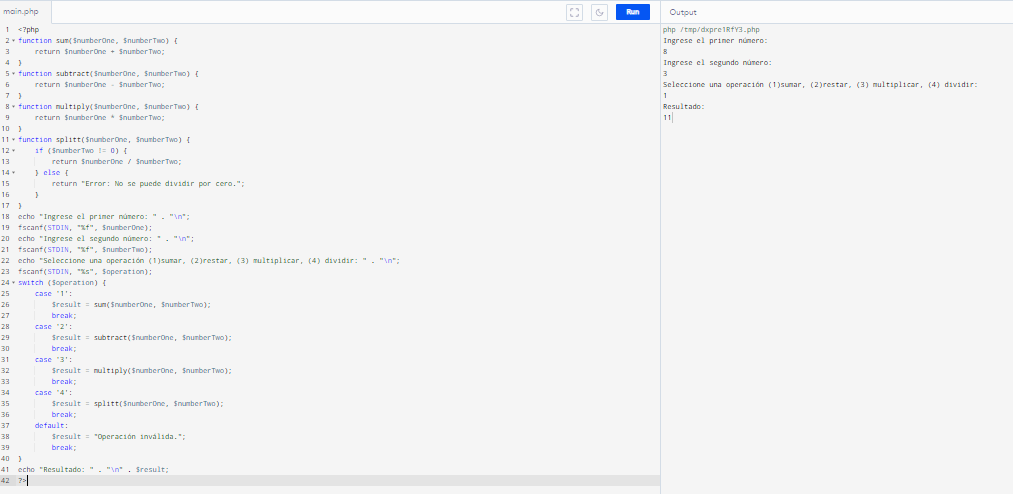 main.php
Run
Output
1 <?php
2 function sum($numberOne, $numberTwo) {
3     return $numberOne + $numberTwo;
4 }
5 function subtract($numberOne, $numberTwo) {
6     return $numberOne - $numberTwo;
7 }
8 function multiply($numberOne, $numberTwo) {
9     return $numberOne * $numberTwo;
10 }
11 function splitt($numberOne, $numberTwo) {
12     if ($numberTwo != 0) {
13         return $numberOne / $numberTwo;
14     } else {
15         return "Error: No se puede dividir por cero.";
16     }
17 }
18 echo "Ingrese el primer número: " . "\n";
19 fscanf(STDIN, "%f", $numberOne);
20 echo "Ingrese el segundo número: " . "\n";
21 fscanf(STDIN, "%f", $numberTwo);
22 echo "Seleccione una operación (1)sumar, (2)restar, (3) multiplicar, (4) dividir: " . "\n";
23 fscanf(STDIN, "%s", $operation);
24 switch ($operation) {
25     case '1':
26         $result = sum($numberOne, $numberTwo);
27         break;
28     case '2':
29         $result = subtract($numberOne, $numberTwo);
30         break;
31     case '3':
32         $result = multiply($numberOne, $numberTwo);
33         break;
34     case '4':
35         $result = splitt($numberOne, $numberTwo);
36         break;
37     default:
38         $result = "Operación inválida.";
39         break;
40 }
41 echo "Resultado: " . "\n" . $result;
42 ?>
php /tmp/dxpre1RfY3.php
Ingrese el primer número:
8
Ingrese el segundo número:
3
Seleccione una operación (1)sumar, (2)restar, (3) multiplicar, (4) dividir:
1
Resultado:
11